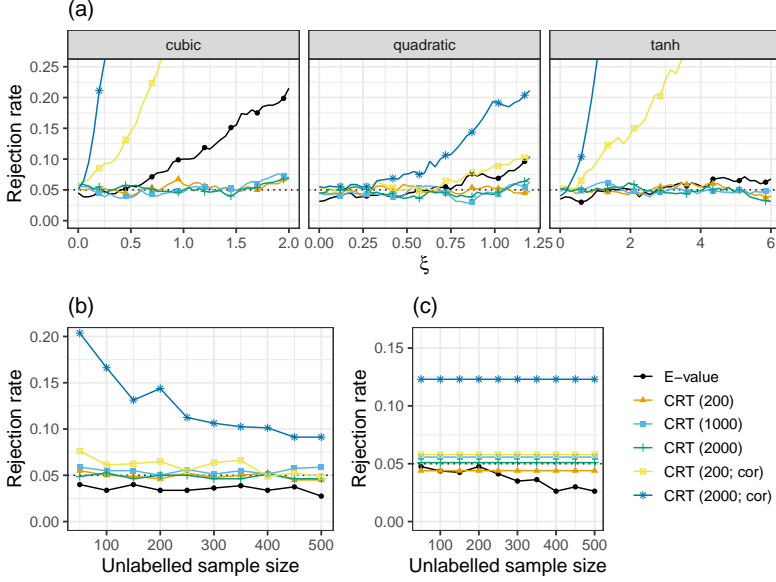 (a)
cubic quadratic tanh
Rejection rate
0.25
0.20
0.15
0.10
0.05
0.00
0.0 0.5 1.0 1.5 2.0
0.00 0.25 0.50 0.75 1.00 1.25
0 2 4 6
ξ
(b)
Rejection rate
0.20
0.15
0.10
0.05
0.00
100 200 300 400 500
Unlabelled sample size
(c)
Rejection rate
0.15
0.10
0.05
0.00
100 200 300 400 500
Unlabelled sample size
E−value
CRT (200)
CRT (1000)
CRT (2000)
CRT (200; cor)
CRT (2000; cor)